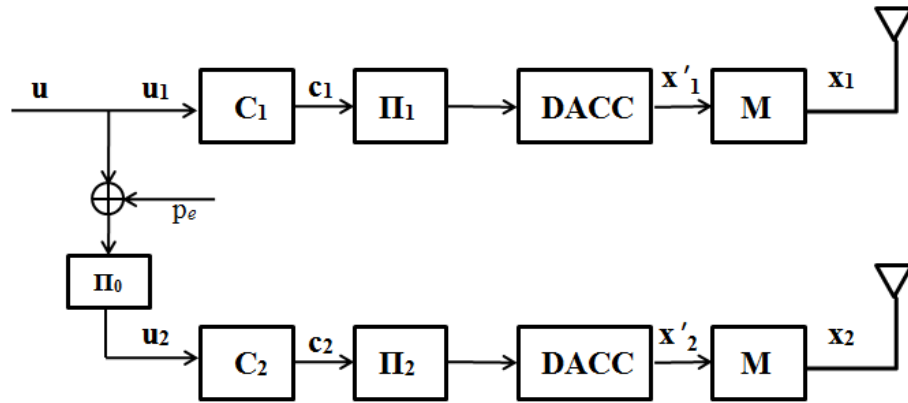 u u₁ C₁ c₁ Π₁ DACC x′₁ M x₁
pₑ
Π₀
u₂ C₂ c₂ Π₂ DACC x′₂ M x₂